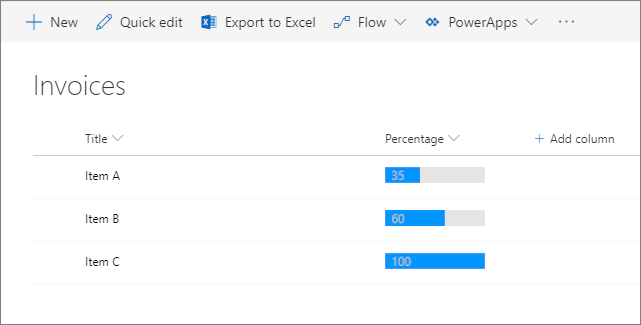 New Quick edit Export to Excel Flow PowerApps ...
Invoices
Title Percentage + Add column
Item A 35
Item B 60
Item C 100